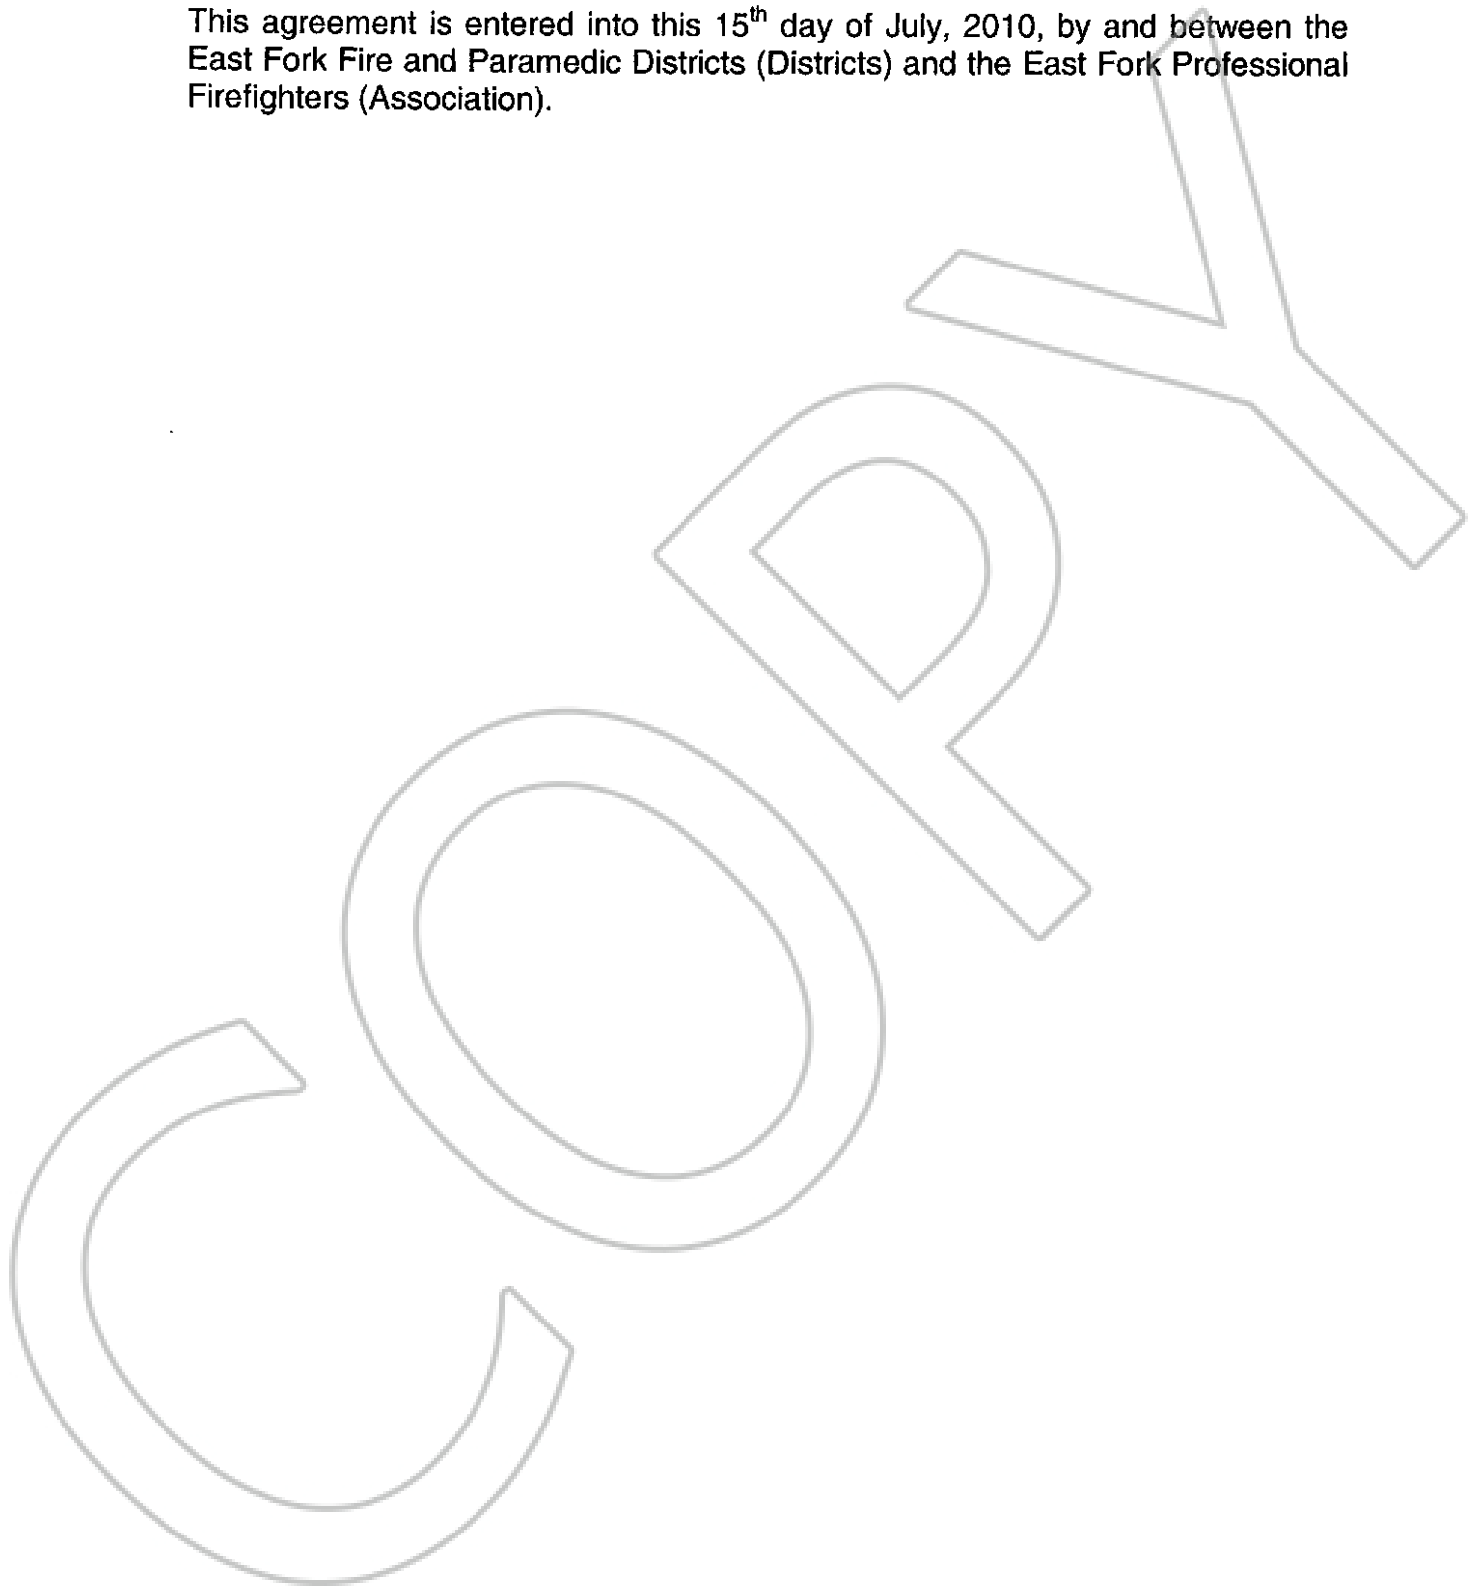 This agreement is entered into this 15th day of July, 2010, by and between the
East Fork Fire and Paramedic Districts (Districts) and the East Fork Professional
Firefighters (Association).
COPY